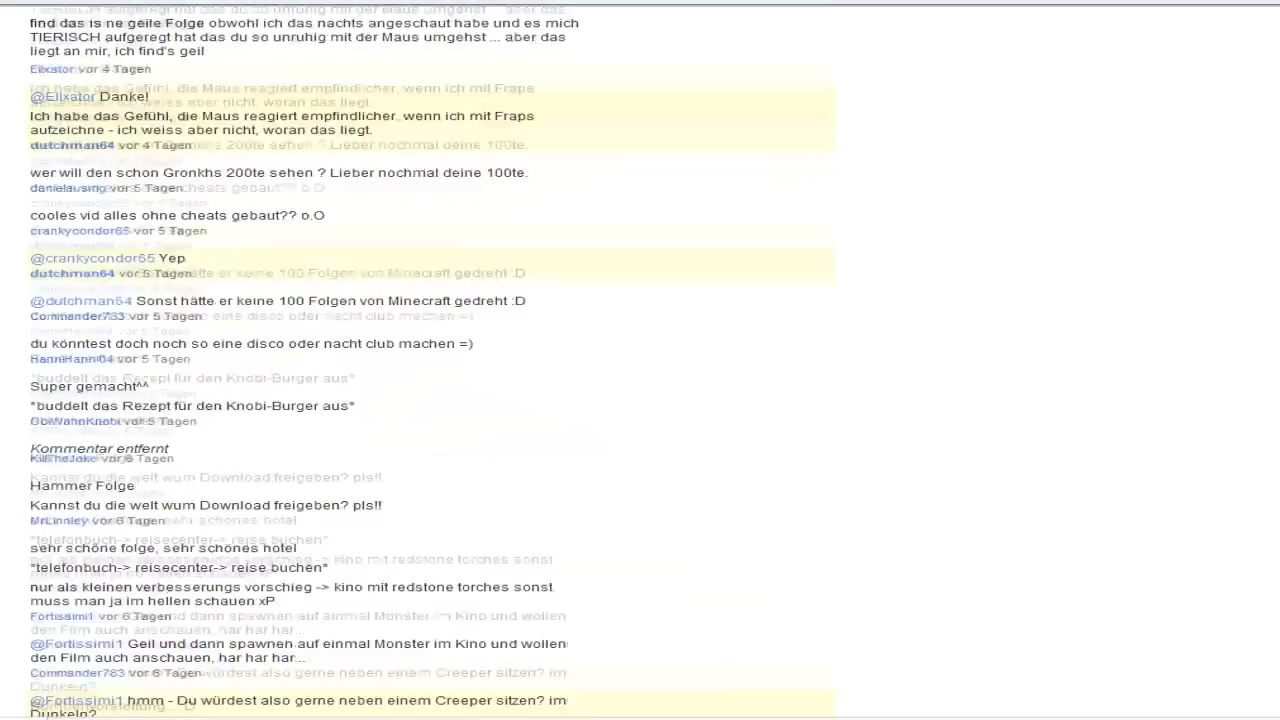 find das is ne geile Folge obwohl ich das nachts angeschaut habe und es mich
TIERISCH aufgeregt hat das du so unruhig mit der Maus umgehst ... aber das
liegt an mir, ich find's geil
Elixator vor 4 Tagen
@Elixator Danke!
Ich habe das Gefühl, die Maus reagiert empfindlicher, wenn ich mit Fraps
aufzeichne - ich weiss aber nicht, woran das liegt.
dutchman64 vor 4 Tagen
wer will den schon Gronkhs 200te sehen ? Lieber nochmal deine 100te.
vor 5 Tagen
cooles vid alles ohne cheats gebaut?? o.O
crankycondor65 vor 5 Tagen
@crankycondor65 Yep
dutchman64 vor 5 Tagen
@dutchman64 Sonst hätte er keine 100 Folgen von Minecraft gedreht :D
Commander783 vor 5 Tagen
du könntest doch noch so eine disco oder nacht club machen =)
vor 5 Tagen
Super gemacht^^
*buddelt das Rezept für den Knobi-Burger aus*
ObiWahnKnobi vor 5 Tagen
Kommentar entfernt
KillTheJoke vor 6 Tagen
Hammer Folge
Kannst du die welt wum Download freigeben? pls!!
vor 6 Tagen
sehr schöne folge, sehr schönes hotel
*telefonbuch-> reisecenter-> reise buchen*
nur als kleinen verbesserungs vorschieg -> kino mit redstone torches sonst
muss man ja im hellen schauen xP
Fortissimi1 vor 6 Tagen
@Fortissimi1 Geil und dann spawnen auf einmal Monster im Kino und wollen
den Film auch anschauen, har har har...
Commander783 vor 6 Tagen
@Fortissimi1 hmm - Du würdest also gerne neben einem Creeper sitzen? im
Dunkeln?